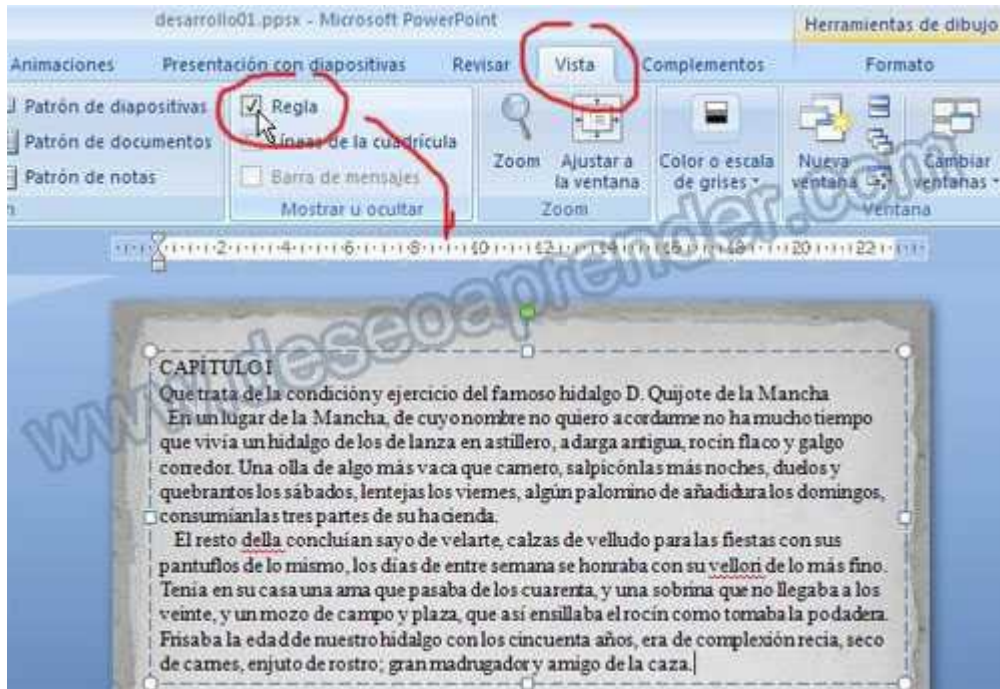 desarrollo01.ppsx - Microsoft PowerPoint Herramientas de dibujo
Animaciones Presentación con diapositivas Revisar Vista Complementos Formato
Patrón de diapositivas Regla
Patrón de documentos Líneas de la cuadrícula
Patrón de notas Barra de mensajes
Zoom Ajustar a la ventana Color o escala de grises Nueva ventana Cambiar ventanas
Mostrar u ocultar Zoom Ventana
2 4 6 8 10 12 14 16 18 20 22
www.deseoaprender.com
CAPÍTULO I
Que trata de la condición y ejercicio del famoso hidalgo D. Quijote de la Mancha
En un lugar de la Mancha, de cuyo nombre no quiero acordarme no ha mucho tiempo
que vivía un hidalgo de los de lanza en astillero, adarga antigua, rocín flaco y galgo
corredor. Una olla de algo más vaca que carnero, salpicón las más noches, duelos y
quebrantos los sábados, lentejas los viernes, algún palomino de añadidura los domingos,
consumían las tres partes de su hacienda.
El resto della concluían sayo de velarte, calzas de velludo para las fiestas con sus
pantuflos de lo mismo, los días de entre semana se honraba con su vellori de lo más fino.
Tenía en su casa una ama que pasaba de los cuarenta, y una sobrina que no llegaba a los
veinte, y un mozo de campo y plaza, que así ensillaba el rocín como tomaba la podadera.
Frisaba la edad de nuestro hidalgo con los cincuenta años, era de complexión recia, seco
de carnes, enjuto de rostro; gran madrugador y amigo de la caza.